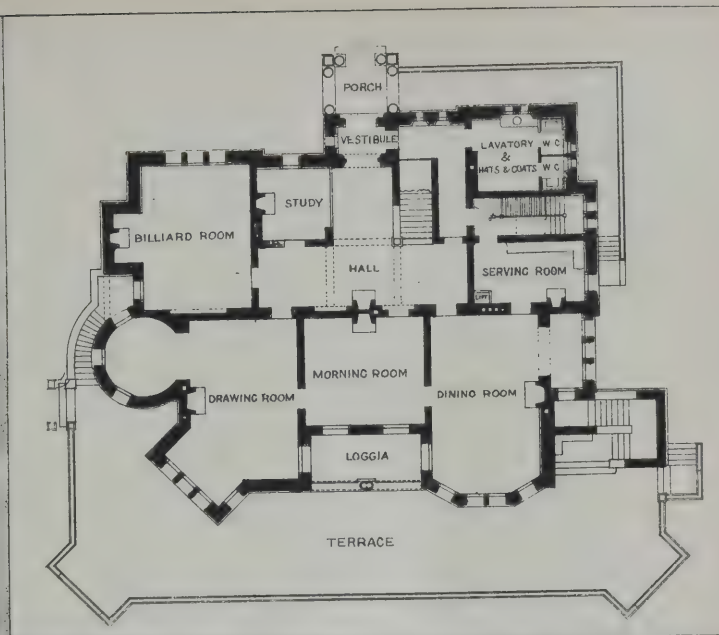 PORCH
VESTIBULE
LAVATORY
&
HATS & COATS
W C
W C
STUDY
BILLIARD ROOM
HALL
SERVING ROOM
LIFT
MORNING ROOM
DRAWING ROOM
DINING ROOM
LOGGIA
TERRACE